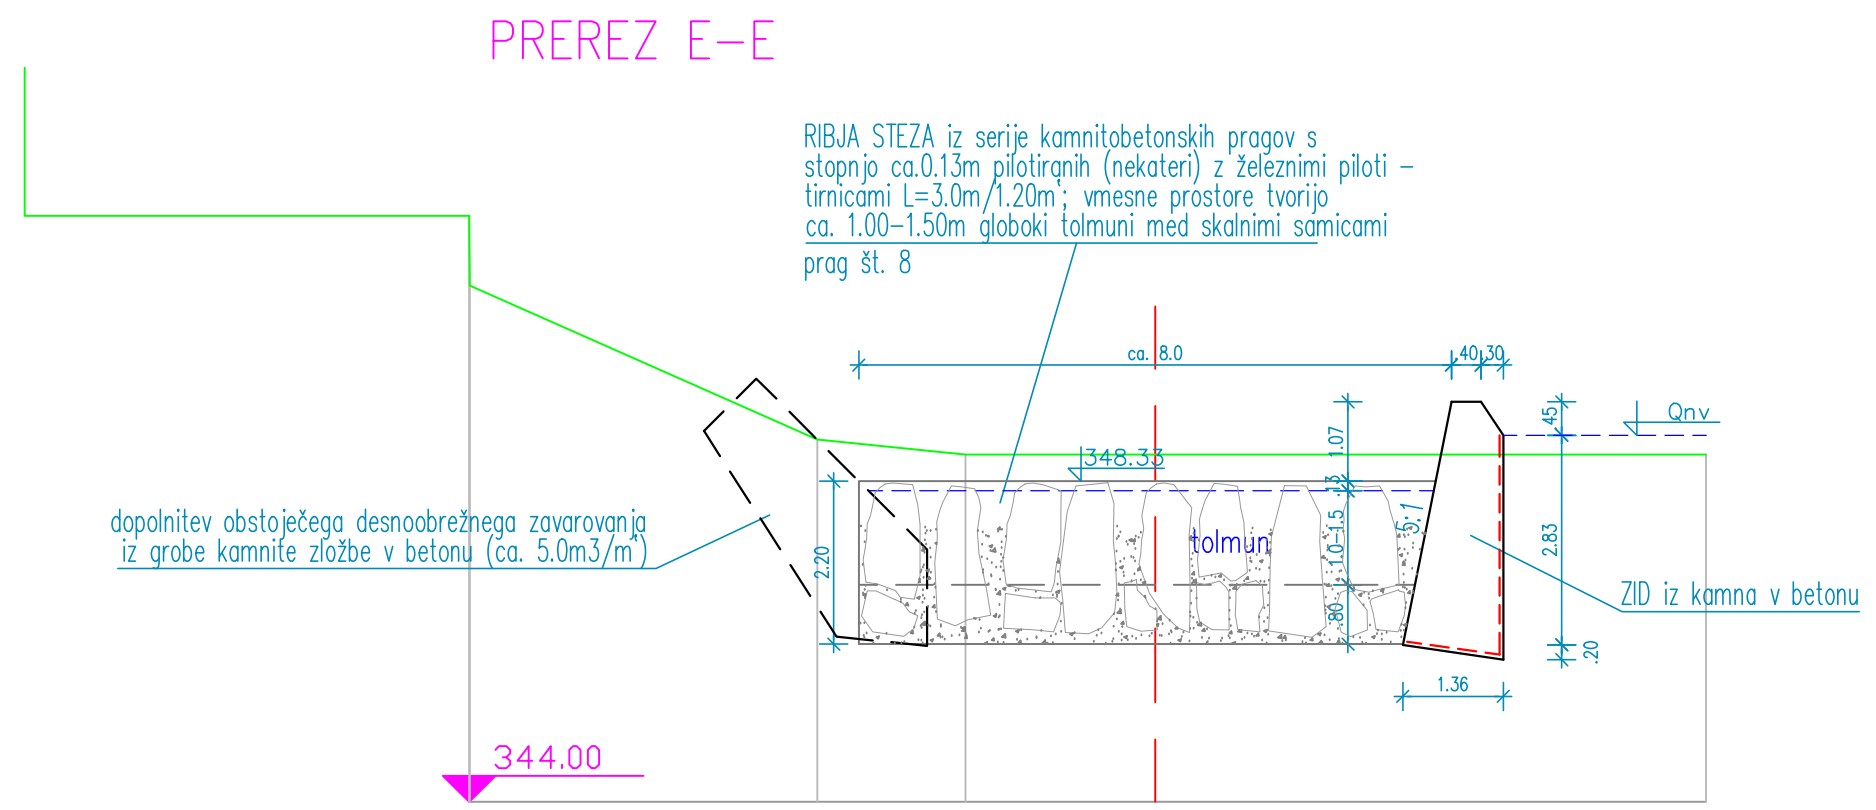 PREREZ E-E
RIBJA STEZA iz serije kamnitobetonskih pragov s
stopnjo ca.0.13m pilotiranih (nekateri) z železnimi piloti -
tirnicami L=3.0m/1.20m'; vmesne prostore tvorijo
ca. 1.00-1.50m globoki tolmuni med skalnimi samicami
prag št. 8
ca. 8.0
.40
.30
Qnv
.45
1.07
348.33
.13
5:1
dopolnitev obstoječega desnoobrežnega zavarovanja
iz grobe kamnite zložbe v betonu (ca. 5.0m3/m')
2.20
tolmun
1.0-1.5
2.83
ZID iz kamna v betonu
.80
.20
1.36
344.00